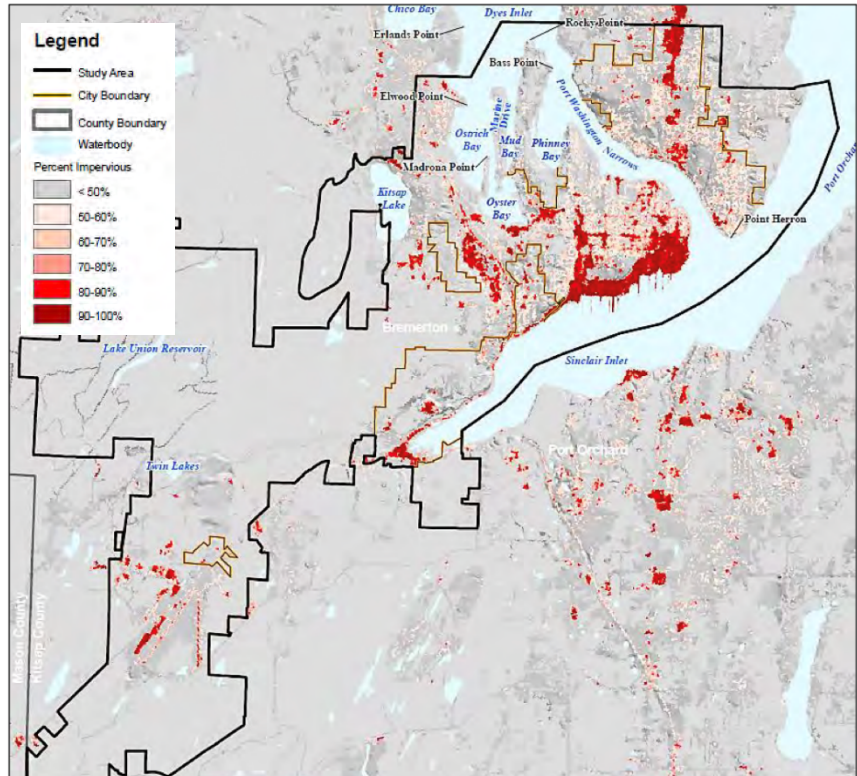 Legend
Study Area
City Boundary
County Boundary
Waterbody
Percent Impervious
< 50%
50-60%
60-70%
70-80%
80-90%
90-100%
Chico Bay
Dyes Inlet
Rocky Point
Erlands Point
Bass Point
Elwood Point
Port Washington Narrows
Marine Drive
Ostrich Bay
Mud Bay
Phinney Bay
Madrona Point
Kitsap Lake
Oyster Bay
Point Herron
Port Orchard
Bremerton
Lake Union Reservoir
Sinclair Inlet
Port Orchard
Twin Lakes
Mason County
Kitsap County